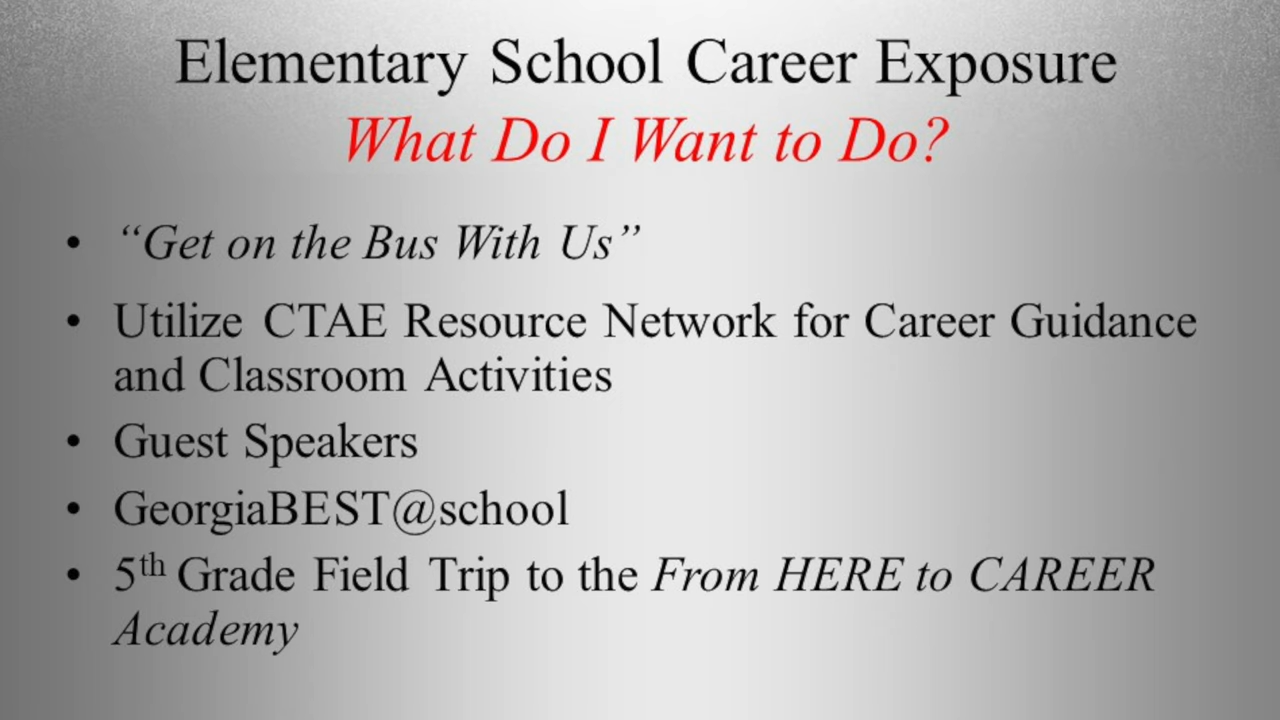 Elementary School Career Exposure
What Do I Want to Do?
• “Get on the Bus With Us”
• Utilize CTAE Resource Network for Career Guidance
and Classroom Activities
• Guest Speakers
• GeorgiaBEST@school
• 5th Grade Field Trip to the From HERE to CAREER
Academy